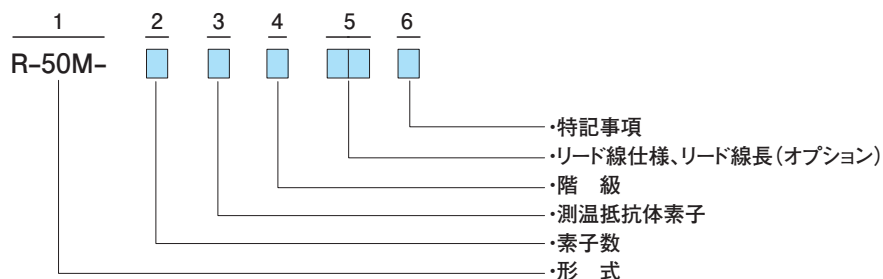 1 2 3 4 5 6
R-50M-
・特記事項
・リード線仕様、リード線長（オプション）
・階　級
・測温抵抗体素子
・素子数
・形　式